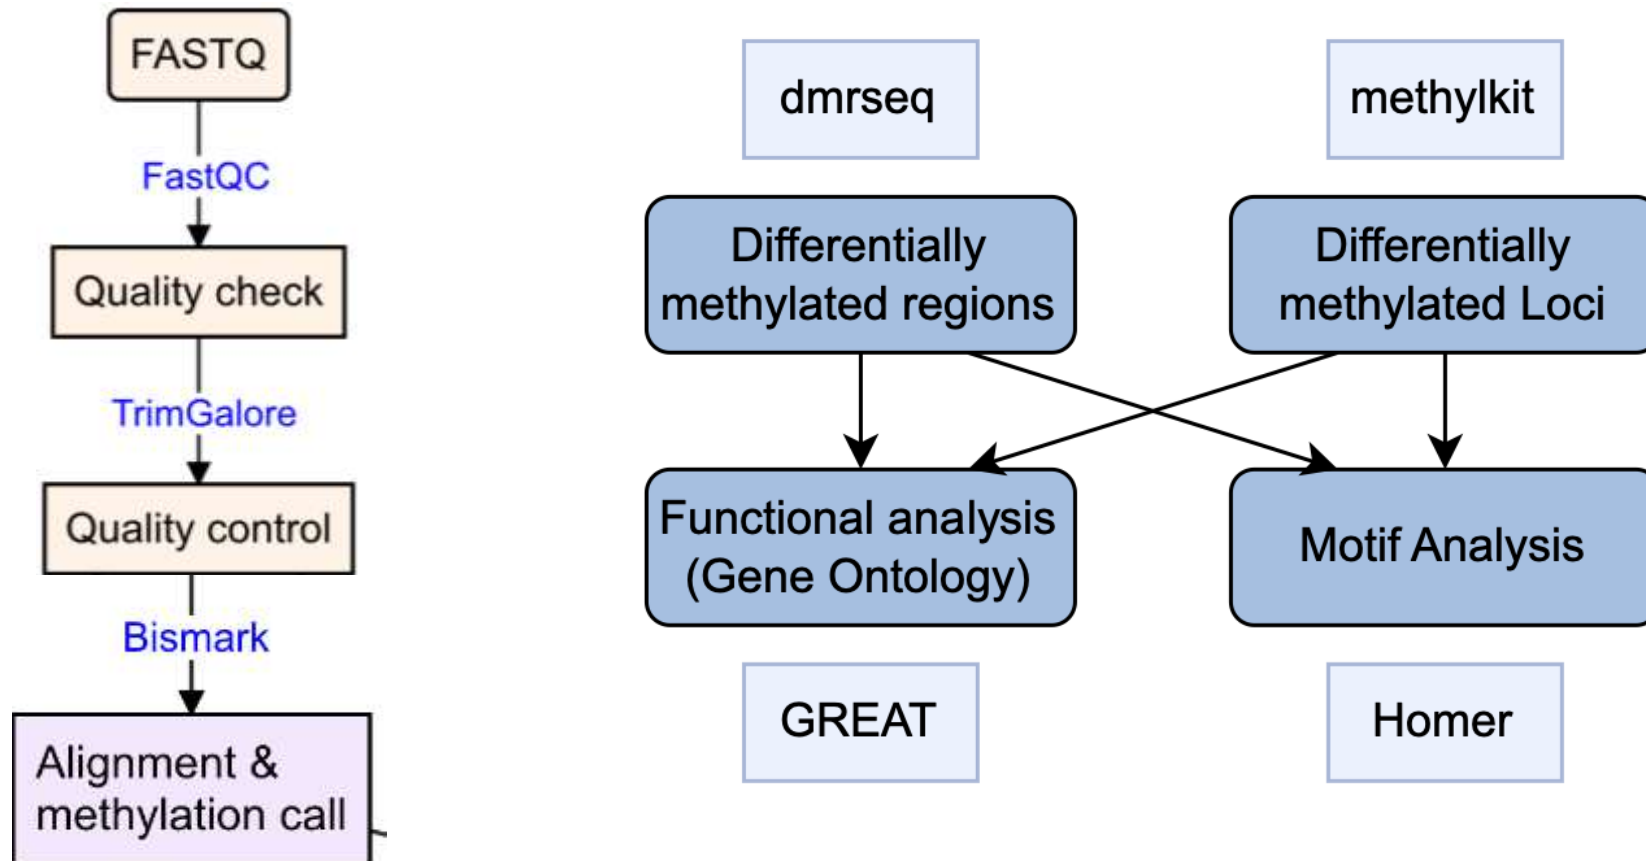 FASTQ
FastQC
Quality check
TrimGalore
Quality control
Bismark
Alignment &
methylation call
dmrseq
methylkit
Differentially
methylated regions
Differentially
methylated Loci
Functional analysis
(Gene Ontology)
Motif Analysis
GREAT
Homer